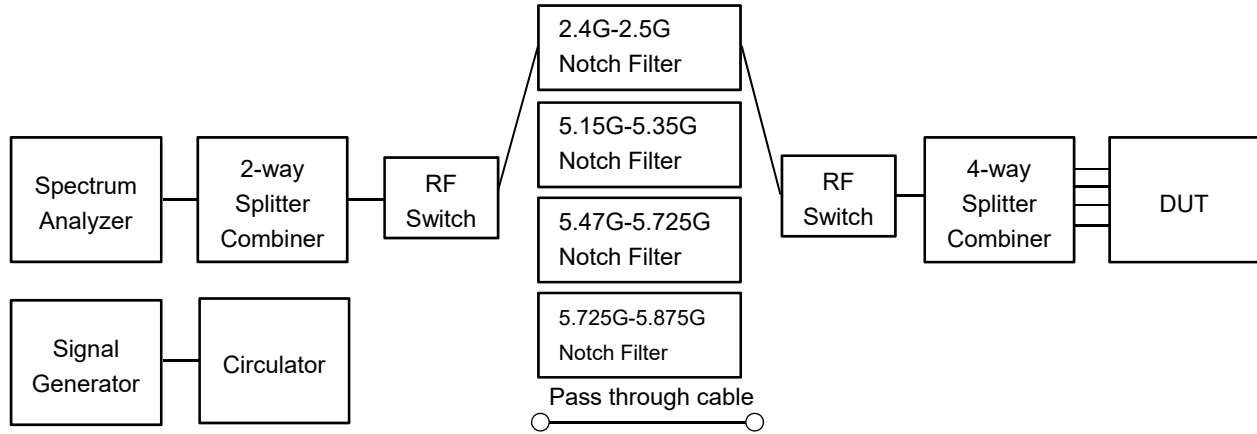 2.4G-2.5G
Notch Filter
5.15G-5.35G
Notch Filter
Spectrum
Analyzer
2-way
Splitter
Combiner
RF
Switch
RF
Switch
4-way
Splitter
Combiner
DUT
5.47G-5.725G
Notch Filter
Signal
Generator
Circulator
5.725G-5.875G
Notch Filter
Pass through cable